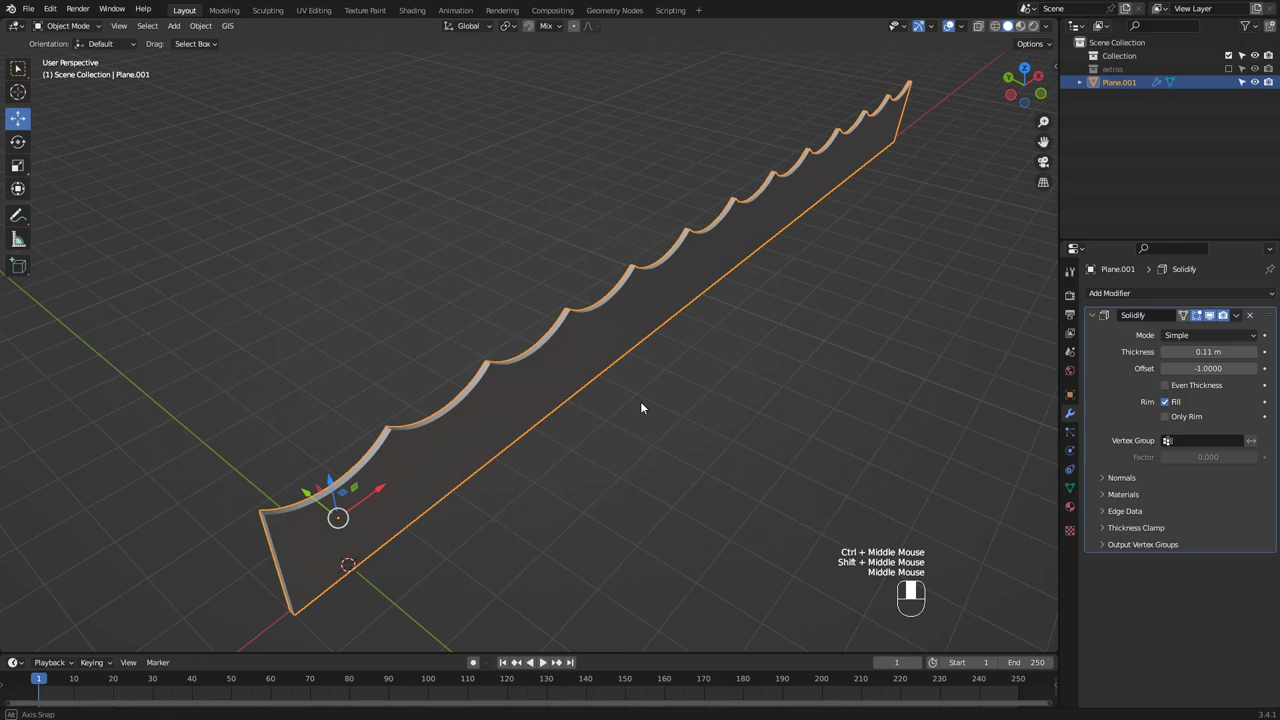 File Edit Render Window Help
Layout Modeling Sculpting UV Editing Texture Paint Shading Animation Rendering Compositing Geometry Nodes Scripting +
Scene View Layer
Object Mode View Select Add Object GIS Global Mix
Orientation: Default Drag: Select Box Options
User Perspective
(1) Scene Collection | Plane.001
Z
Y X
Scene Collection
Collection
extras
Plane.001
Plane.001 > Solidify
Add Modifier
Solidify
Mode Simple
Thickness 0.11 m
Offset -1.0000
Even Thickness
Rim Fill
Only Rim
Vertex Group
Factor 0.000
Normals
Materials
Edge Data
Thickness Clamp
Output Vertex Groups
Ctrl + Middle Mouse
Shift + Middle Mouse
Middle Mouse
Playback Keying View Marker 1 Start 1 End 250
1 10 20 30 40 50 60 70 80 90 100 110 120 130 140 150 160 170 180 190 200 210 220 230 240 250
Alt Axis Snap 3.4.1